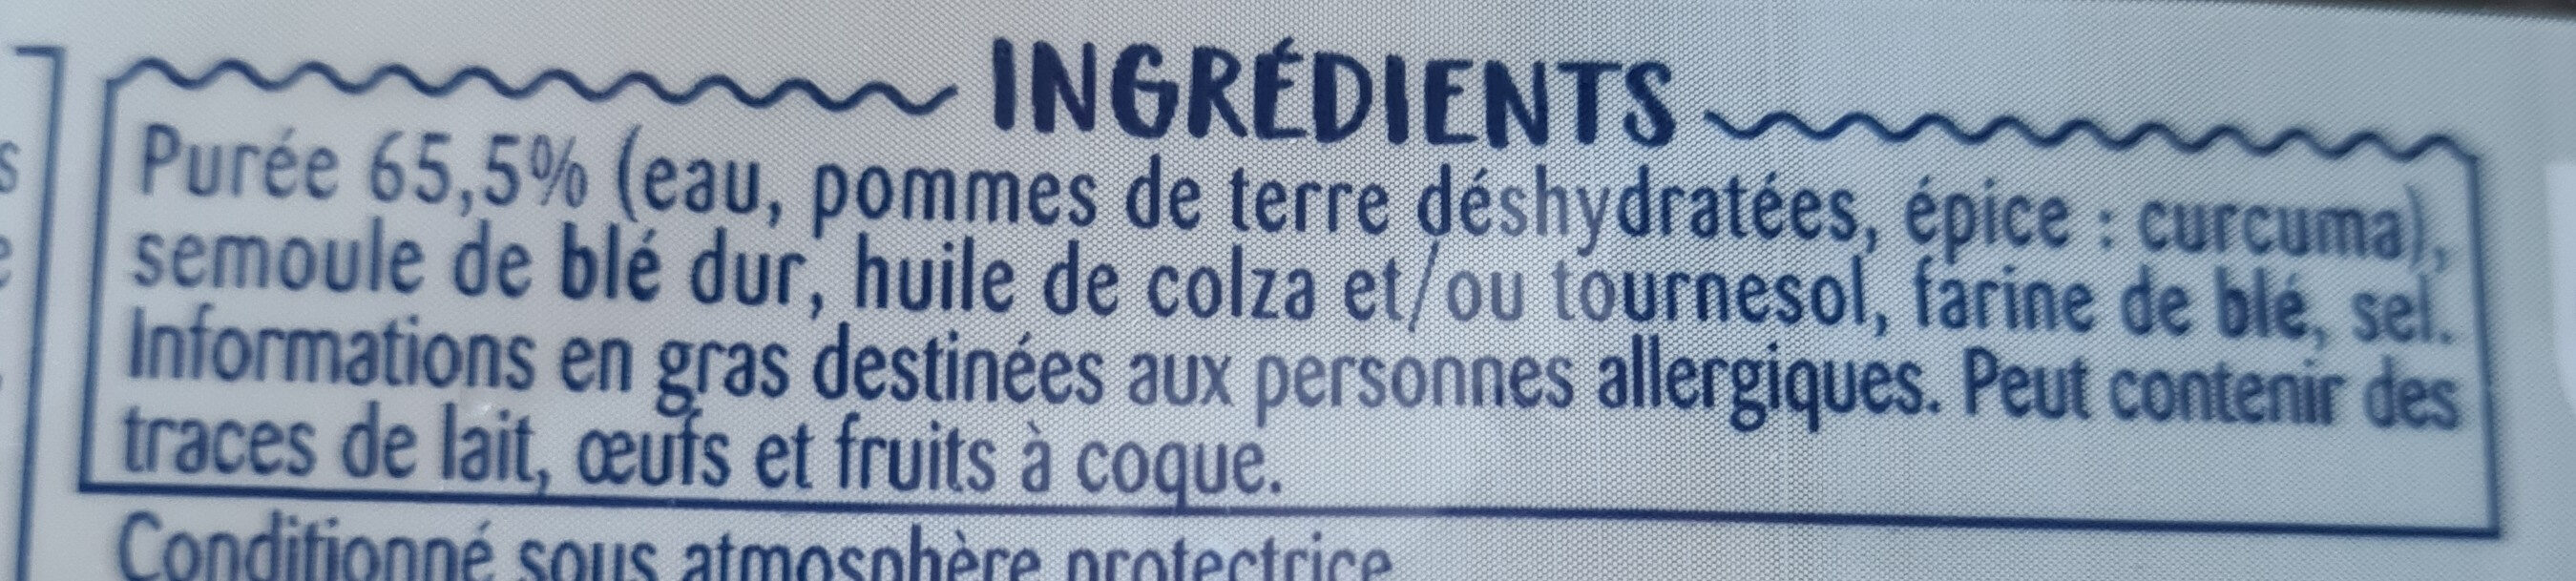 INGRÉDIENTS
Purée 65,5% (eau, pommes de terre déshydratées, épice : curcuma),
semoule de blé dur, huile de colza et/ou tournesol, farine de blé, sel.
Informations en gras destinées aux personnes allergiques. Peut contenir des
traces de lait, œufs et fruits à coque.
Conditionné sous atmosphère protectrice